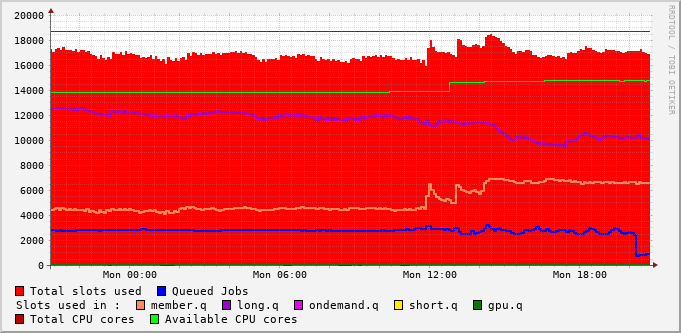 20000
18000
16000
14000
12000
10000
8000
6000
4000
2000
0
Mon 00:00 Mon 06:00 Mon 12:00 Mon 18:00
RRDTOOL / TOBI OETIKER
Total slots used Queued Jobs
Slots used in : member.q long.q ondemand.q short.q gpu.q
Total CPU cores Available CPU cores